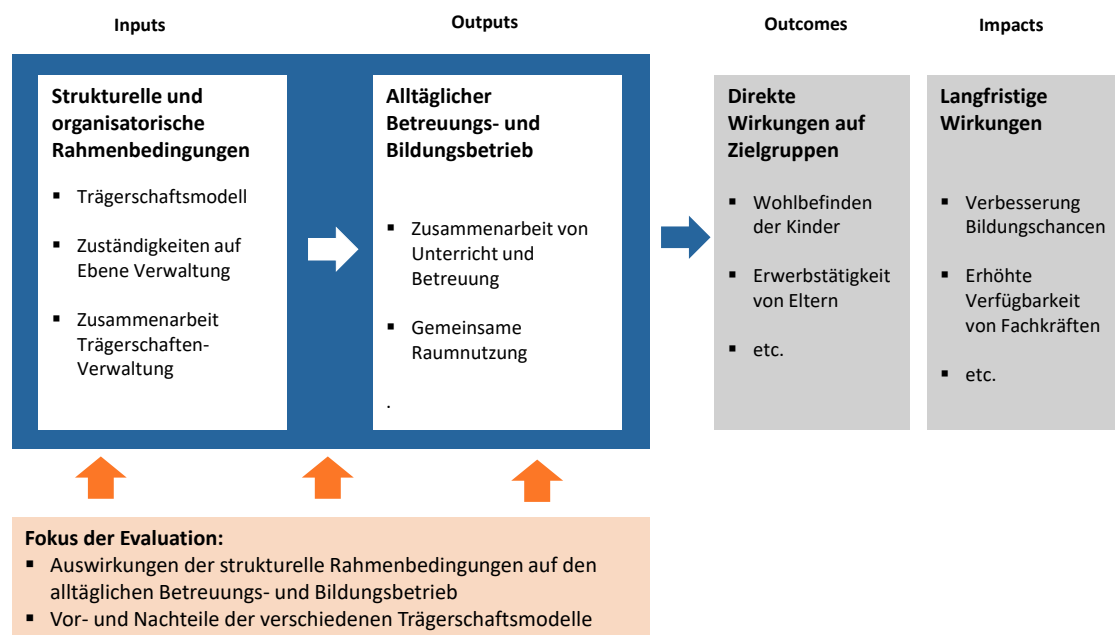 Inputs
Outputs
Outcomes
Impacts
Strukturelle und
organisatorische
Rahmenbedingungen
▪ Trägerschaftsmodell
▪ Zuständigkeiten auf
Ebene Verwaltung
▪ Zusammenarbeit
Trägerschaften-
Verwaltung
Alltäglicher
Betreuungs- und
Bildungsbetrieb
▪ Zusammenarbeit von
Unterricht und
Betreuung
▪ Gemeinsame
Raumnutzung
.
Direkte
Wirkungen auf
Zielgruppen
▪ Wohlbefinden
der Kinder
▪ Erwerbstätigkeit
von Eltern
▪ etc.
Langfristige
Wirkungen
▪ Verbesserung
Bildungschancen
▪ Erhöhte
Verfügbarkeit
von Fachkräften
▪ etc.
Fokus der Evaluation:
▪ Auswirkungen der strukturelle Rahmenbedingungen auf den
alltäglichen Betreuungs- und Bildungsbetrieb
▪ Vor- und Nachteile der verschiedenen Trägerschaftsmodelle